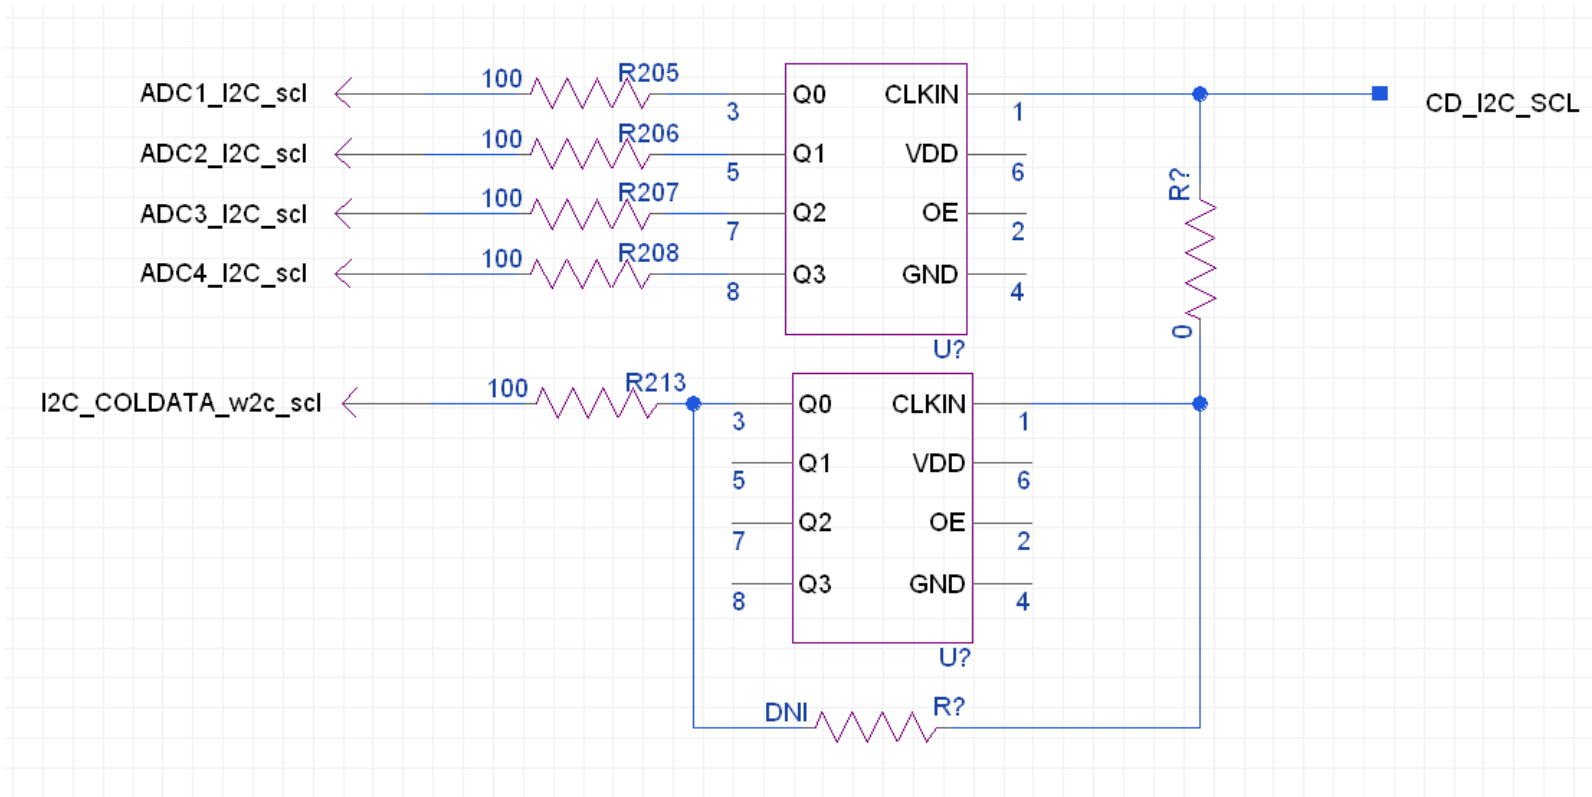 100 R205
ADC1_I2C_scl 3 Q0 CLKIN 1 CD_I2C_SCL
100 R206
ADC2_I2C_scl 5 Q1 VDD 6
100 R207
ADC3_I2C_scl 7 Q2 OE 2
100 R208
ADC4_I2C_scl 8 Q3 GND 4
R?
0
U?
100 R213
I2C_COLDATA_w2c_scl 3 Q0 CLKIN 1
5 Q1 VDD 6
7 Q2 OE 2
8 Q3 GND 4
U?
DNI R?